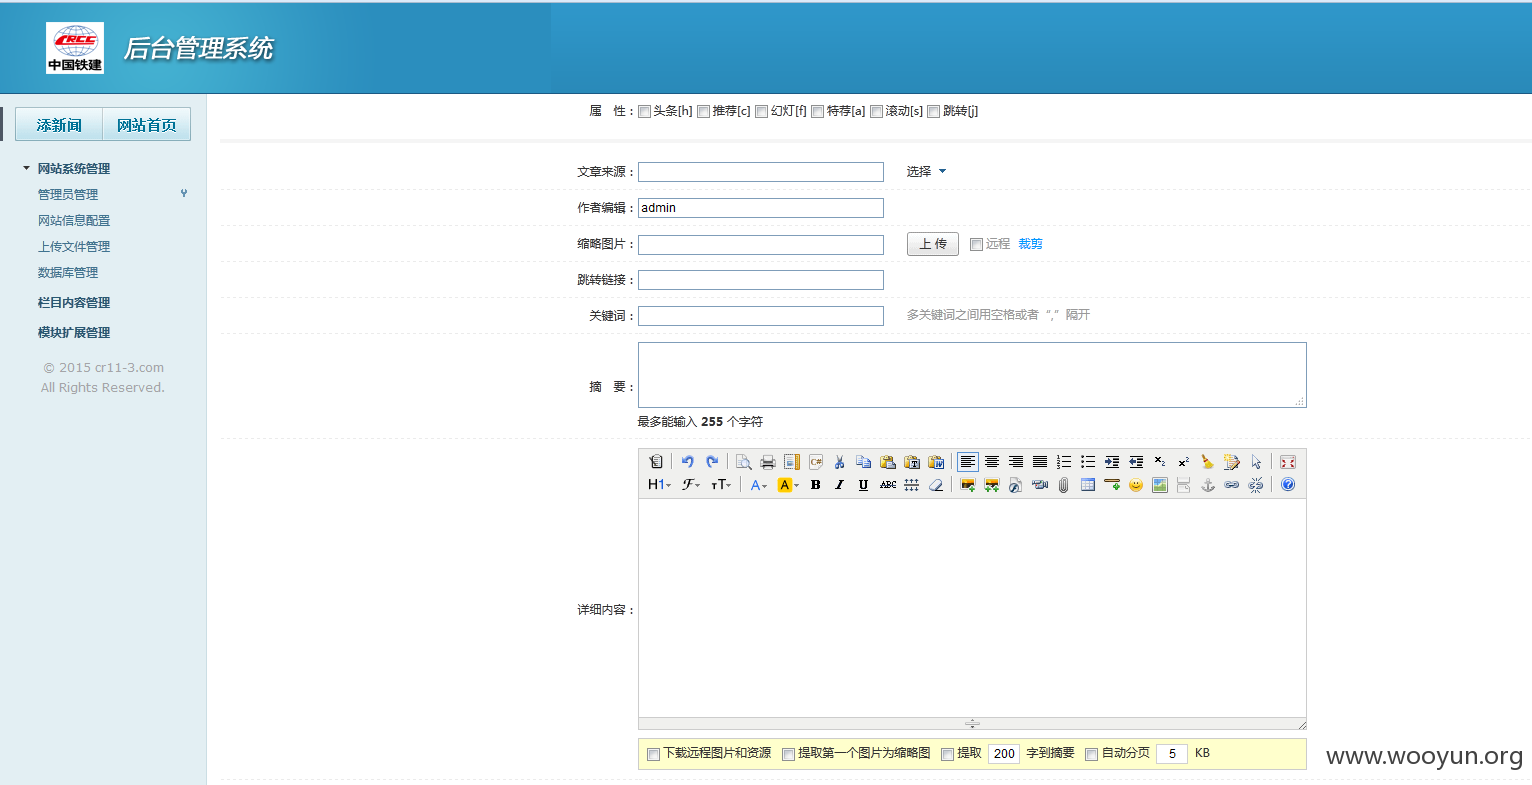 CRCC
中国铁建
后台管理系统
添新闻 网站首页
网站系统管理
管理员管理
网站信息配置
上传文件管理
数据库管理
栏目内容管理
模块扩展管理
© 2015 cr11-3.com
All Rights Reserved.
属 性： 头条[h] 推荐[c] 幻灯[f] 特荐[a] 滚动[s] 跳转[j]
文章来源： 选择
作者编辑： admin
缩略图片： 上 传 远程 裁剪
跳转链接：
关键词： 多关键词之间用空格或者“,”隔开
摘 要：
最多能输入 255 个字符
H1 F TT A A B I U ABC
详细内容：
下载远程图片和资源 提取第一个图片为缩略图 提取 200 字到摘要 自动分页 5 KB
www.wooyun.org